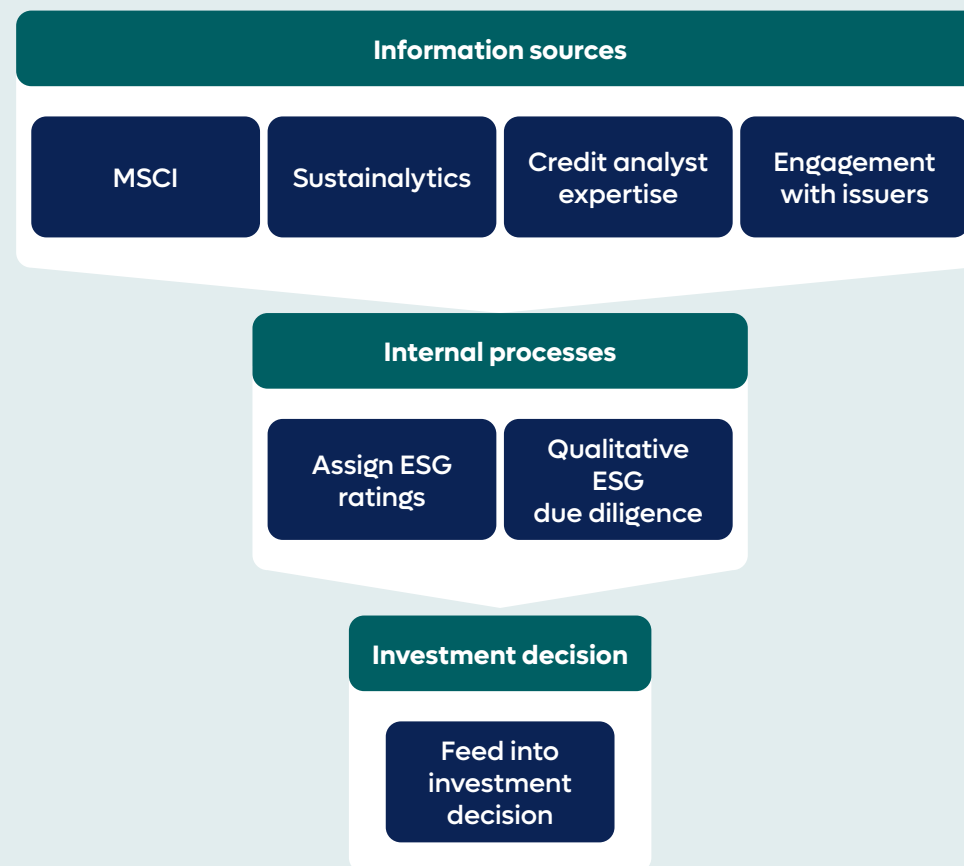 Information sources
MSCI
Sustainalytics
Credit analyst
expertise
Engagement
with issuers
Internal processes
Assign ESG
ratings
Qualitative
ESG
due diligence
Investment decision
Feed into
investment
decision